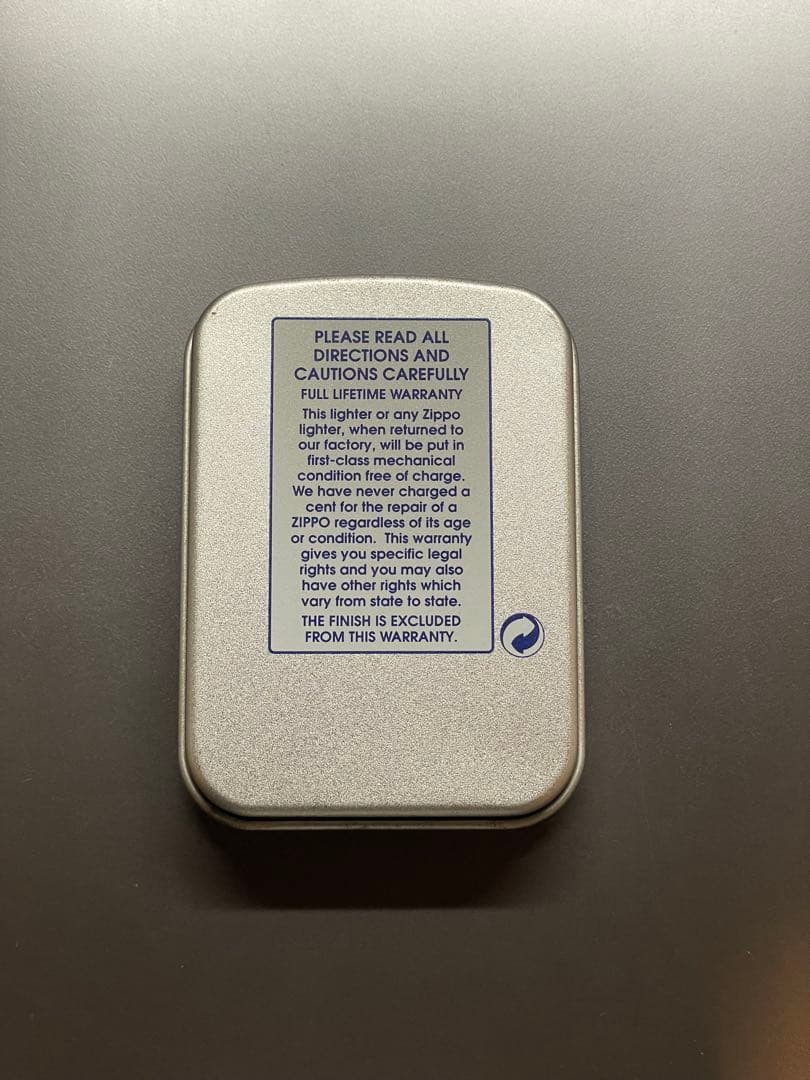 PLEASE READ ALL
DIRECTIONS AND
CAUTIONS CAREFULLY
FULL LIFETIME WARRANTY
This lighter or any Zippo
lighter, when returned to
our factory, will be put in
first-class mechanical
condition free of charge.
We have never charged a
cent for the repair of a
ZIPPO regardless of its age
or condition. This warranty
gives you specific legal
rights and you may also
have other rights which
vary from state to state.
THE FINISH IS EXCLUDED
FROM THIS WARRANTY.